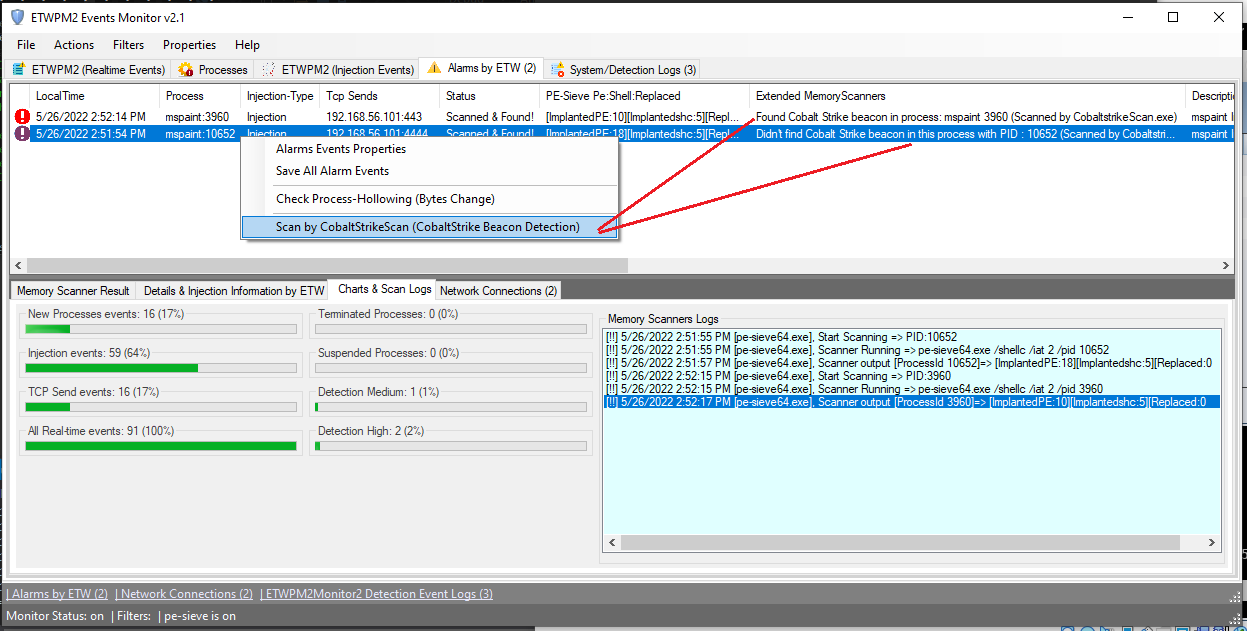 ETWPM2 Events Monitor v2.1
File Actions Filters Properties Help
ETWPM2 (Realtime Events) Processes ETWPM2 (Injection Events) Alarms by ETW (2) System/Detection Logs (3)
LocalTime Process Injection-Type Tcp Sends Status PE-Sieve Pe:Shell:Replaced Extended MemoryScanners Descripti
5/26/2022 2:52:14 PM mspaint:3960 Injection 192.168.56.101:443 Scanned & Found! [ImplantedPE:10][Implantedshc:5][Repl... Found Cobalt Strike beacon in process: mspaint 3960 (Scanned by CobaltstrikeScan.exe) mspaint I
5/26/2022 2:51:54 PM mspaint:10652 Injection 192.168.56.101:4444 Scanned & Found! [ImplantedPE:18][Implantedshc:5][Repl... Didn't find Cobalt Strike beacon in this process with PID : 10652 (Scanned by Cobaltstri... mspaint I
Alarms Events Properties
Save All Alarm Events
Check Process-Hollowing (Bytes Change)
Scan by CobaltStrikeScan (CobaltStrike Beacon Detection)
Memory Scanner Result Details & Injection Information by ETW Charts & Scan Logs Network Connections (2)
New Processes events: 16 (17%) Terminated Processes: 0 (0%)
Injection events: 59 (64%) Suspended Processes: 0 (0%)
TCP Send events: 16 (17%) Detection Medium: 1 (1%)
All Real-time events: 91 (100%) Detection High: 2 (2%)
Memory Scanners Logs
[!!] 5/26/2022 2:51:55 PM [pe-sieve64.exe], Start Scanning => PID:10652
[!!] 5/26/2022 2:51:55 PM [pe-sieve64.exe], Scanner Running => pe-sieve64.exe /shellc /iat 2 /pid 10652
[!!] 5/26/2022 2:51:57 PM [pe-sieve64.exe], Scanner output [ProcessId 10652]=> [ImplantedPE:18][Implantedshc:5][Replaced:0
[!!] 5/26/2022 2:52:15 PM [pe-sieve64.exe], Start Scanning => PID:3960
[!!] 5/26/2022 2:52:15 PM [pe-sieve64.exe], Scanner Running => pe-sieve64.exe /shellc /iat 2 /pid 3960
[!!] 5/26/2022 2:52:17 PM [pe-sieve64.exe], Scanner output [ProcessId 3960]=> [ImplantedPE:10][Implantedshc:5][Replaced:0
| Alarms by ETW (2) | Network Connections (2) | ETWPM2Monitor2 Detection Event Logs (3)
Monitor Status: on | Filters: | pe-sieve is on